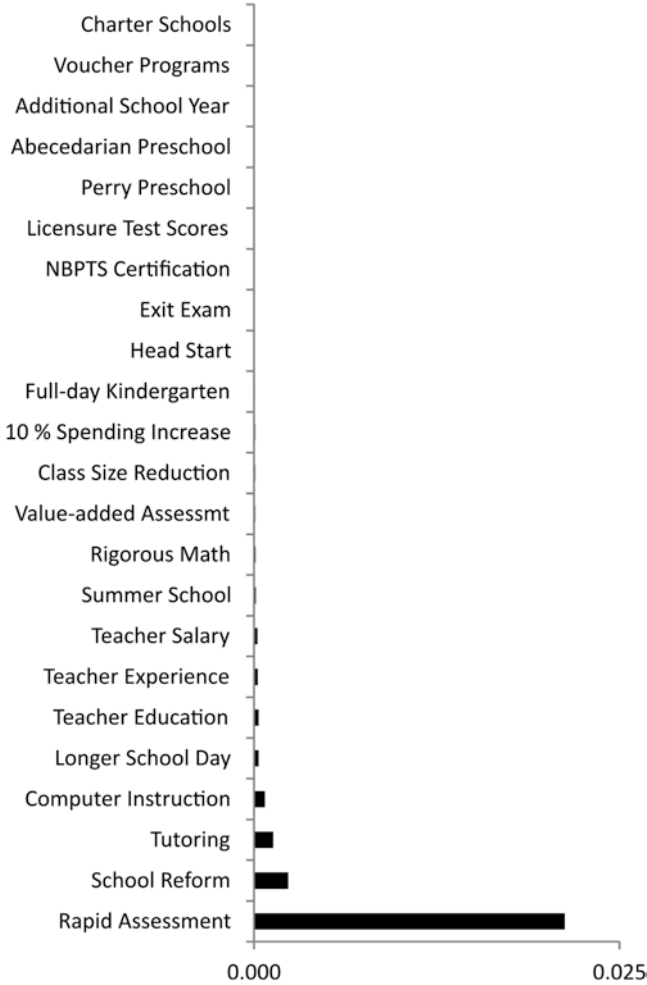 Charter Schools
Voucher Programs
Additional School Year
Abecedarian Preschool
Perry Preschool
Licensure Test Scores
NBPTS Certification
Exit Exam
Head Start
Full-day Kindergarten
10 % Spending Increase
Class Size Reduction
Value-added Assessmt
Rigorous Math
Summer School
Teacher Salary
Teacher Experience
Teacher Education
Longer School Day
Computer Instruction
Tutoring
School Reform
Rapid Assessment
0.000 0.025